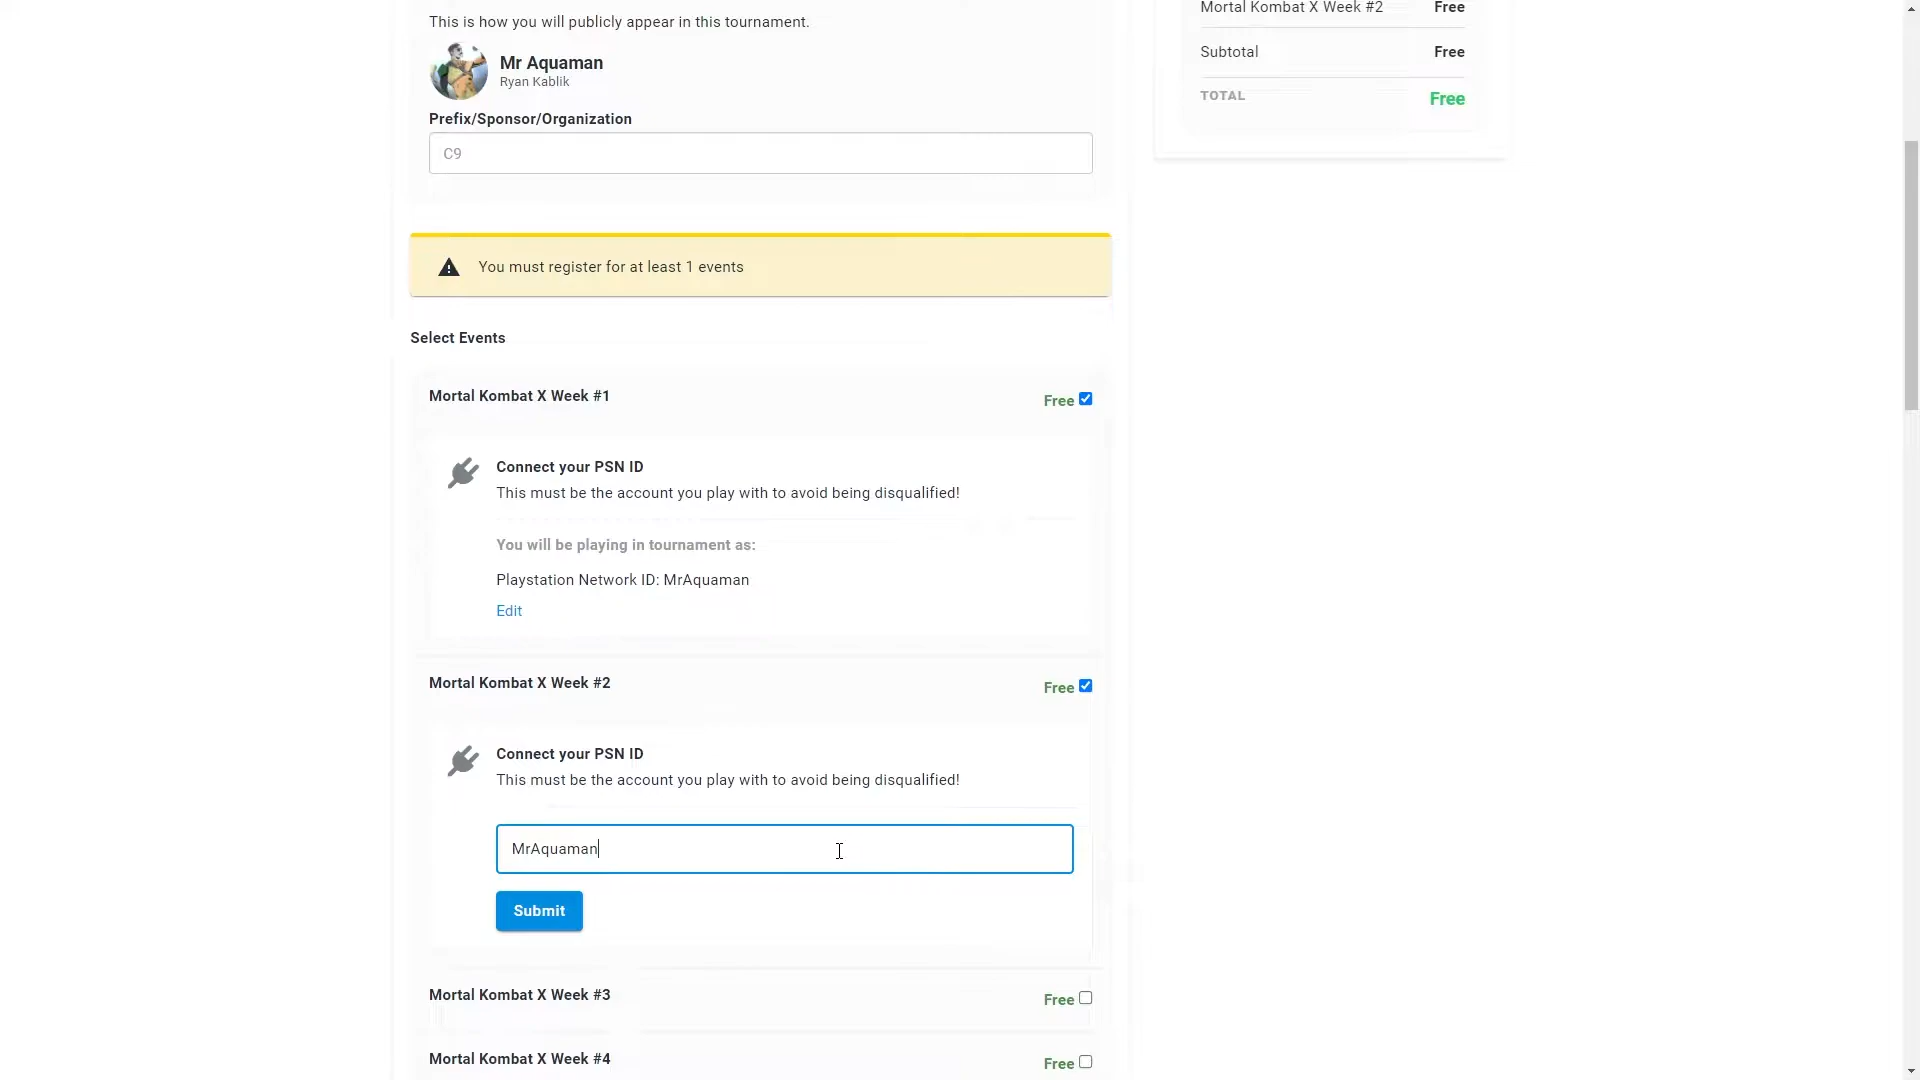 This is how you will publicly appear in this tournament.
Mr Aquaman
Ryan Kablik
Prefix/Sponsor/Organization
C9
You must register for at least 1 events
Select Events
Mortal Kombat X Week #1
Free
Connect your PSN ID
This must be the account you play with to avoid being disqualified!
You will be playing in tournament as:
Playstation Network ID: MrAquaman
Edit
Mortal Kombat X Week #2
Free
Connect your PSN ID
This must be the account you play with to avoid being disqualified!
MrAquaman
Submit
Mortal Kombat X Week #3
Free
Mortal Kombat X Week #4
Free
Mortal Kombat X Week #2 Free
Subtotal Free
TOTAL Free